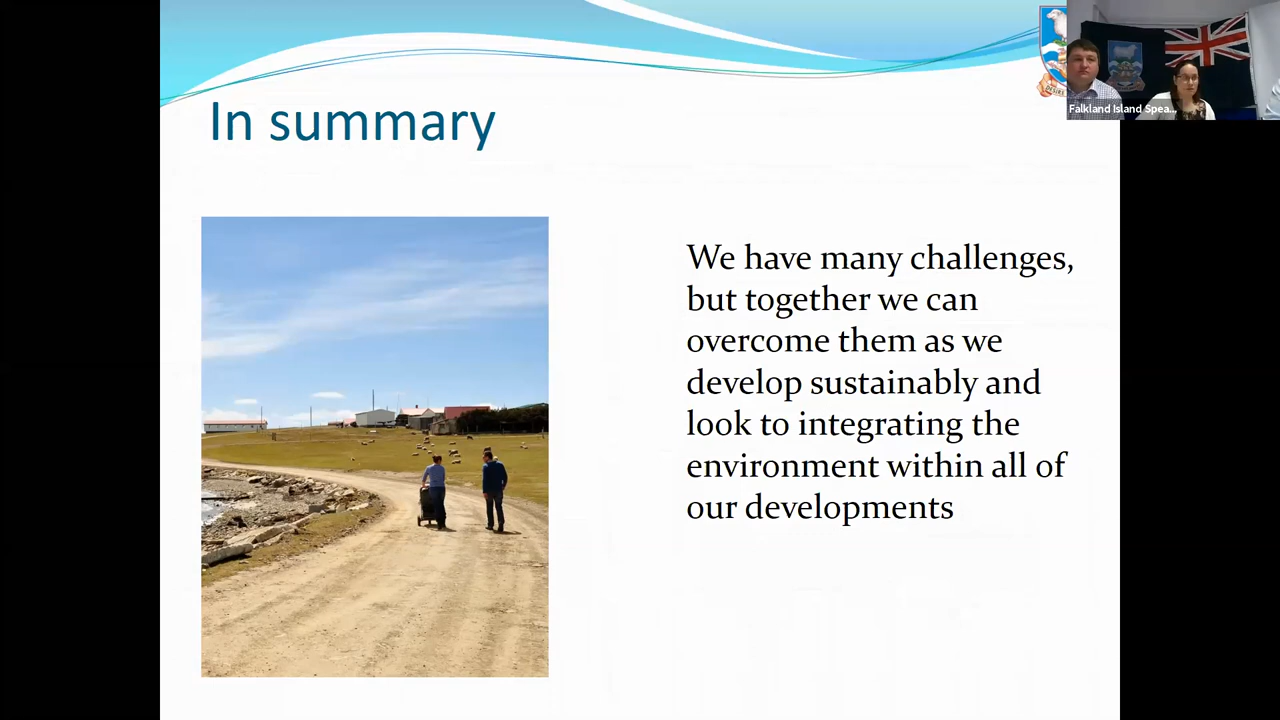 In summary
We have many challenges,
but together we can
overcome them as we
develop sustainably and
look to integrating the
environment within all of
our developments
Falkland Island Spea...
DESIRE